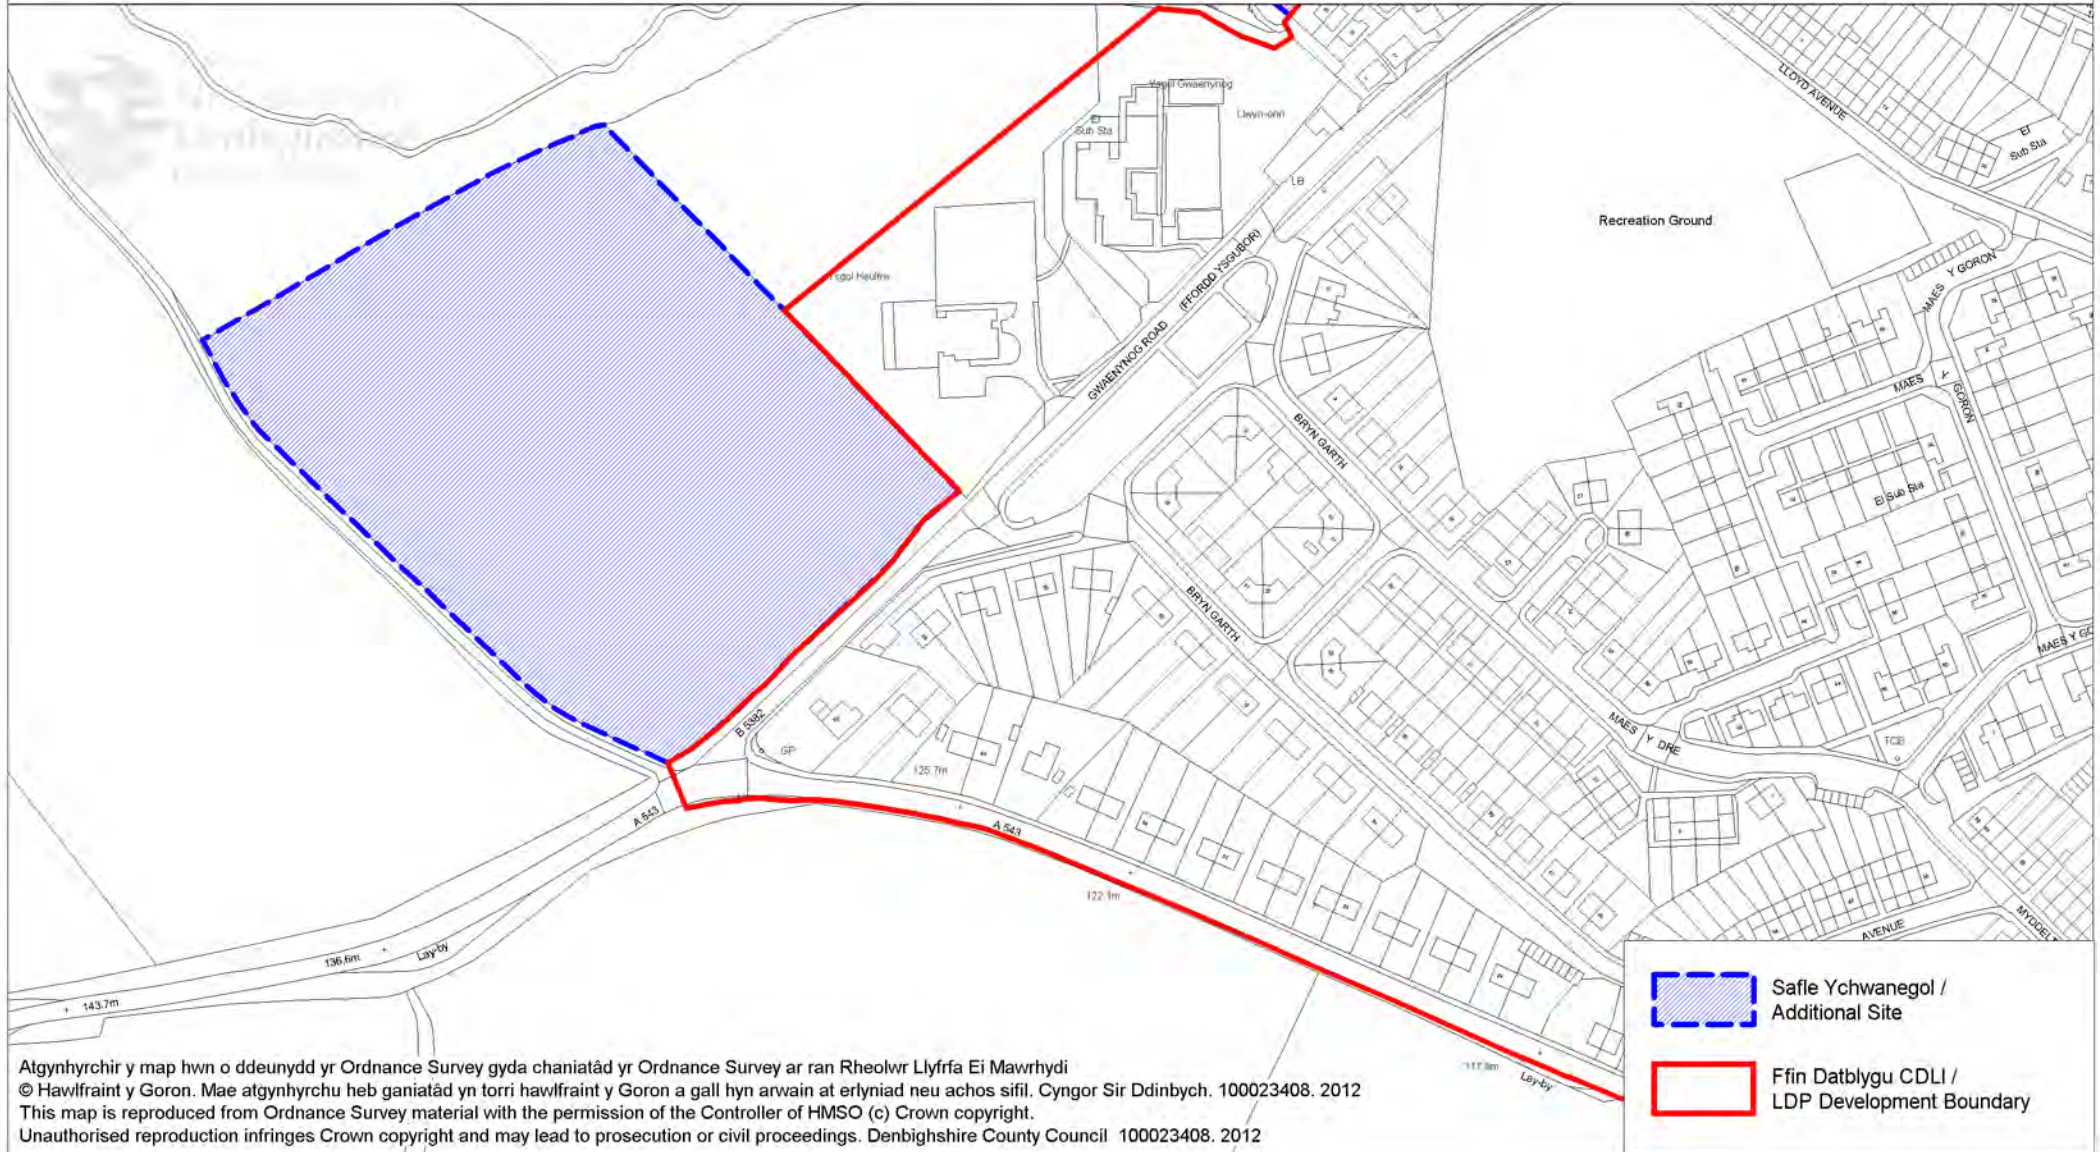 Ysgol Gwaenynog
El
Sub Sta
Llwyn-onn
LB
LLOYD AVENUE
El
Sub Sta
Recreation Ground
GWAENYNOG ROAD (FFORDD YSGUBOR)
MAES Y GORON
MAES Y GORON
BRYN GARTH
El Sub Sta
BRYN GARTH
MAES Y DRE
TCB
B 5382
GP
125.7m
A 543
A 543
122.1m
136.6m
Lay-by
143.7m
AVENUE
Lay-by
Safle Ychwanegol /
Additional Site
Ffin Datblygu CDLl /
LDP Development Boundary
Atgynhyrchir y map hwn o ddeunydd yr Ordnance Survey gyda chaniatâd yr Ordnance Survey ar ran Rheolwr Llyfrfa Ei Mawrhydi
© Hawlfraint y Goron. Mae atgynhyrchu heb ganiatâd yn torri hawlfraint y Goron a gall hyn arwain at erlyniad neu achos sifil. Cyngor Sir Ddinbych. 100023408. 2012
This map is reproduced from Ordnance Survey material with the permission of the Controller of HMSO (c) Crown copyright.
Unauthorised reproduction infringes Crown copyright and may lead to prosecution or civil proceedings. Denbighshire County Council 100023408. 2012